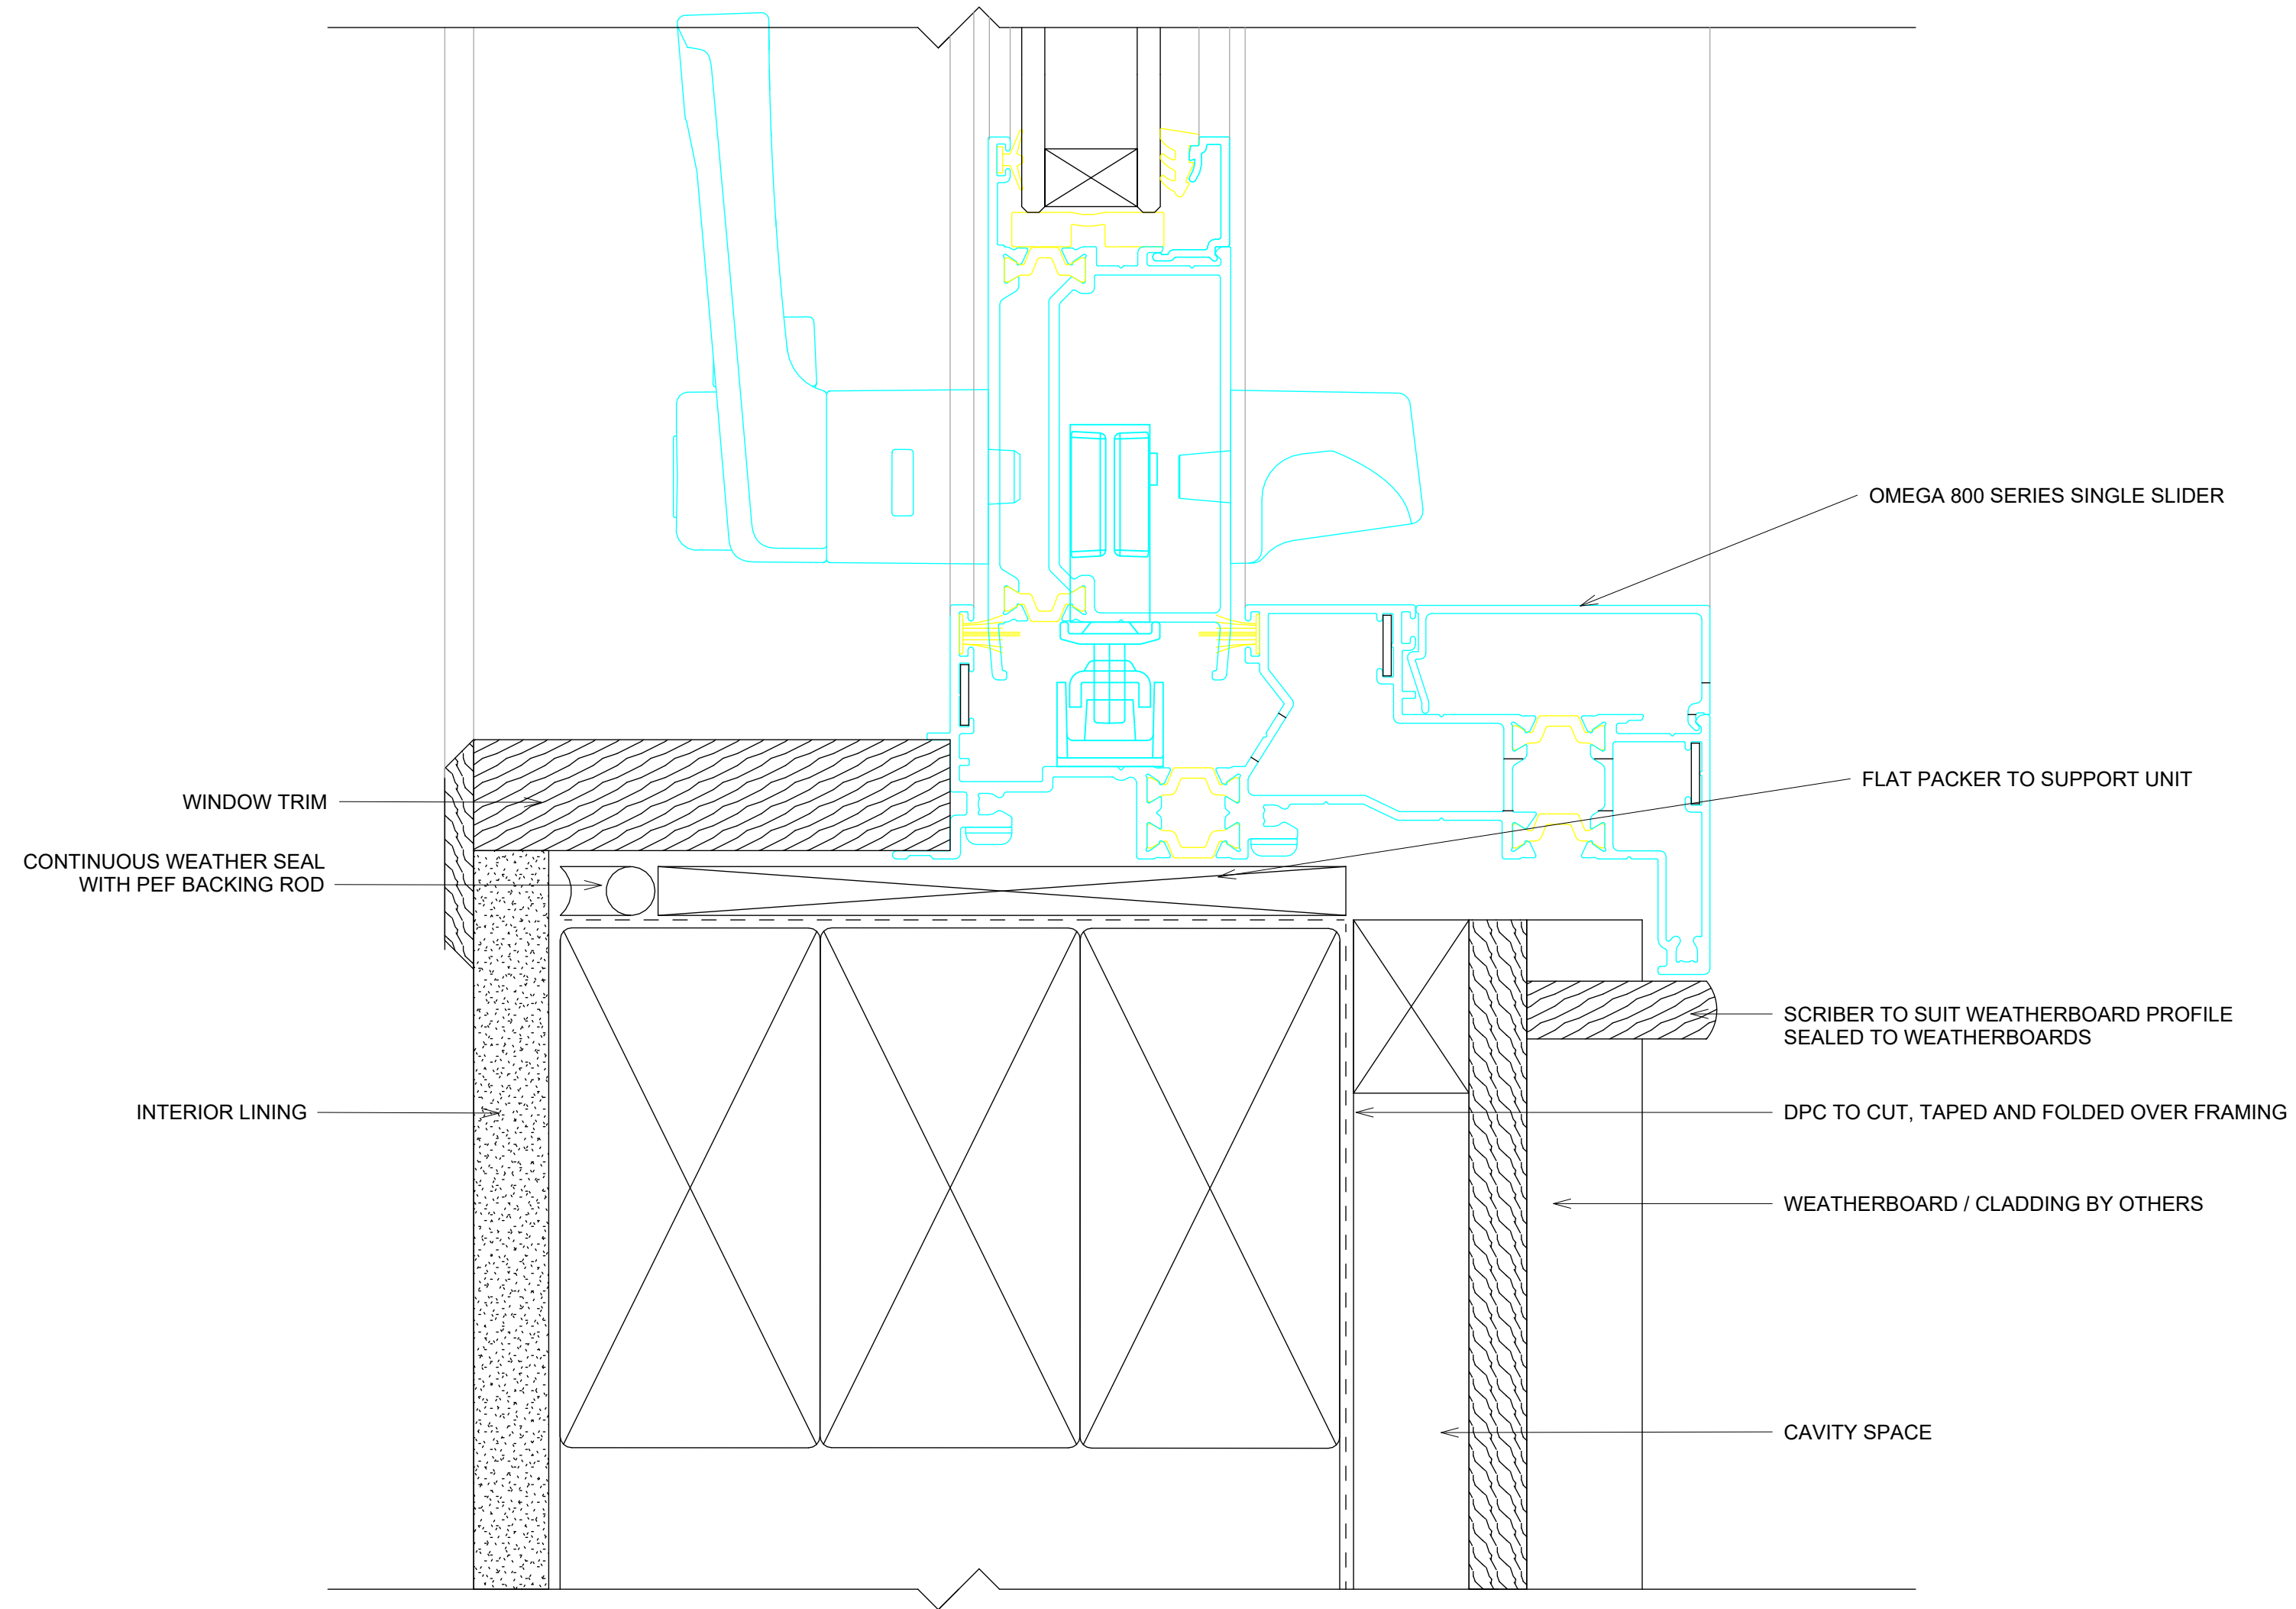 OMEGA 800 SERIES SINGLE SLIDER
FLAT PACKER TO SUPPORT UNIT
WINDOW TRIM
CONTINUOUS WEATHER SEAL
WITH PEF BACKING ROD
SCRIBER TO SUIT WEATHERBOARD PROFILE
SEALED TO WEATHERBOARDS
INTERIOR LINING
DPC TO CUT, TAPED AND FOLDED OVER FRAMING
WEATHERBOARD / CLADDING BY OTHERS
CAVITY SPACE